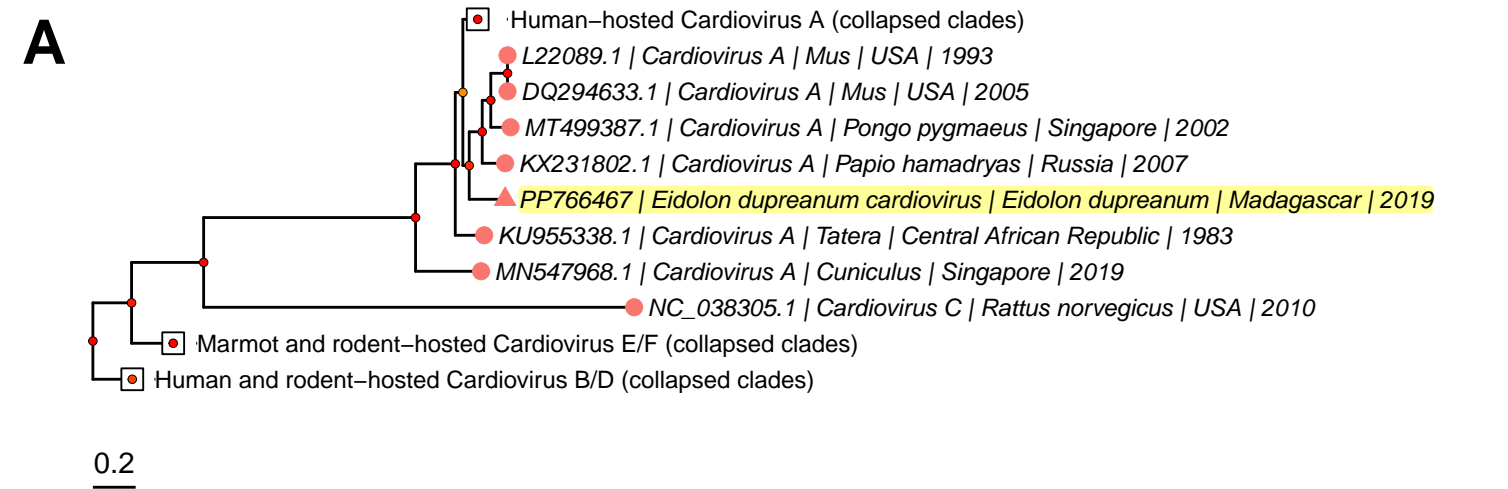 A
Human−hosted Cardiovirus A (collapsed clades)
L22089.1 | Cardiovirus A | Mus | USA | 1993
DQ294633.1 | Cardiovirus A | Mus | USA | 2005
MT499387.1 | Cardiovirus A | Pongo pygmaeus | Singapore | 2002
KX231802.1 | Cardiovirus A | Papio hamadryas | Russia | 2007
PP766467 | Eidolon dupreanum cardiovirus | Eidolon dupreanum | Madagascar | 2019
KU955338.1 | Cardiovirus A | Tatera | Central African Republic | 1983
MN547968.1 | Cardiovirus A | Cuniculus | Singapore | 2019
NC_038305.1 | Cardiovirus C | Rattus norvegicus | USA | 2010
Marmot and rodent−hosted Cardiovirus E/F (collapsed clades)
Human and rodent−hosted Cardiovirus B/D (collapsed clades)
0.2